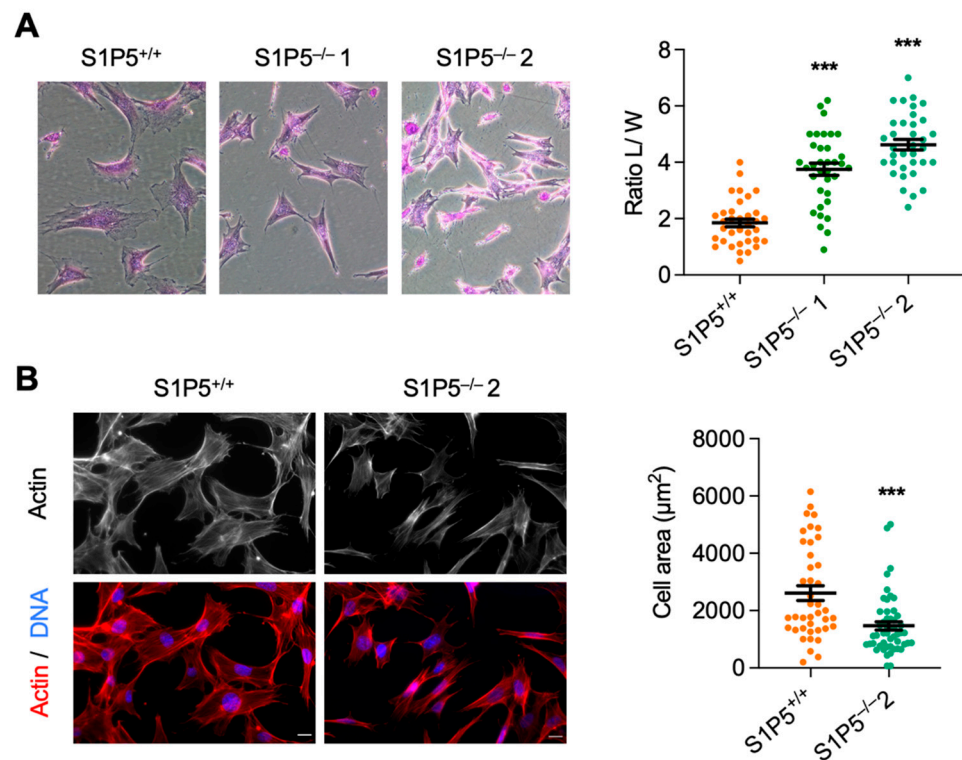 A
S1P5+/+
S1P5–/– 1
S1P5–/– 2
Ratio L/ W
8
6
4
2
0
***
***
S1P5+/+
S1P5–/– 1
S1P5–/– 2
B
S1P5+/+
S1P5–/– 2
Actin
Actin / DNA
Cell area (µm²)
8000
6000
4000
2000
0
***
S1P5+/+
S1P5–/–2